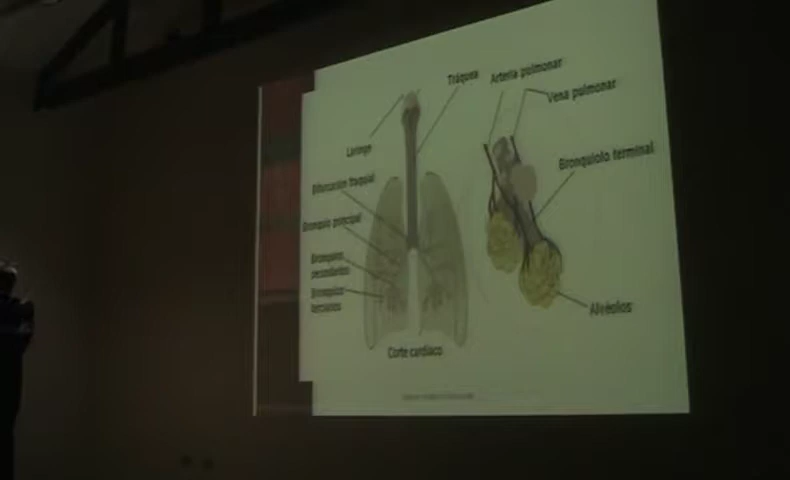 Tráquea
Arteria pulmonar
Vena pulmonar
Laringe
Bronquiolo terminal
Bifurcación traqueal
Bronquio principal
Bronquios
secundarios
Bronquios
terciarios
Alvéolos
Corte cardíaco